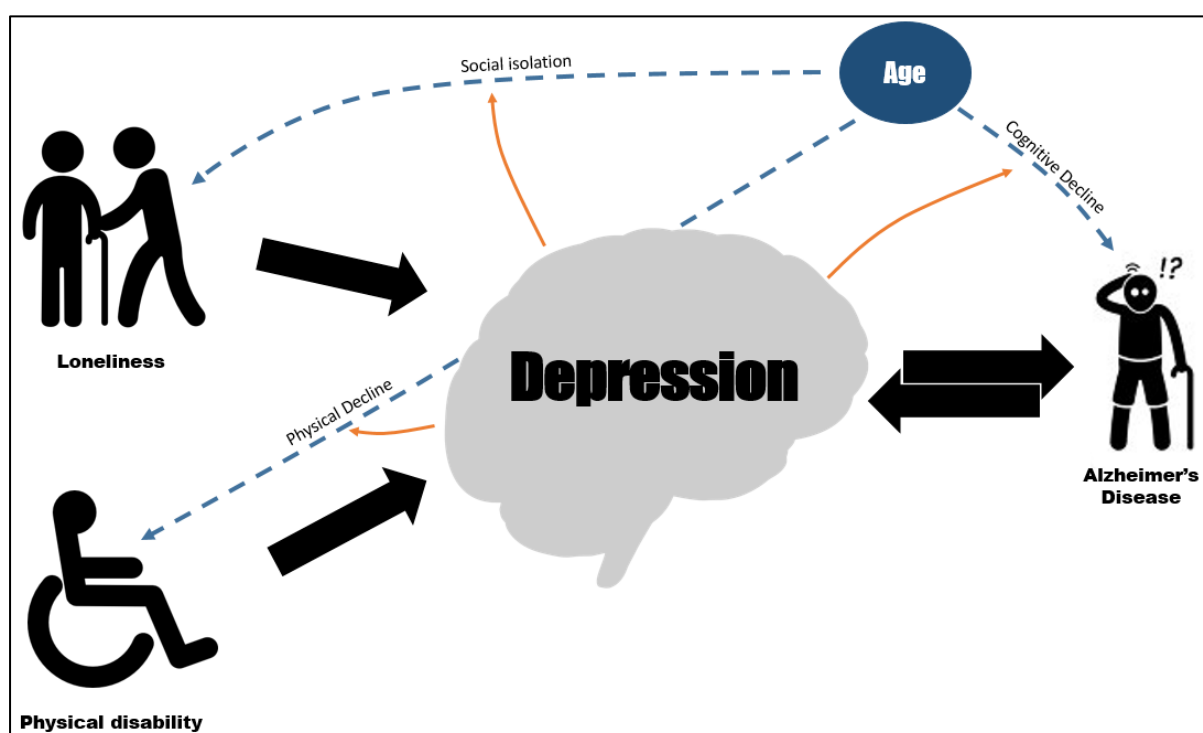 Social isolation
Age
Cognitive Decline
!?
Loneliness
Depression
Physical Decline
Alzheimer’s
Disease
Physical disability